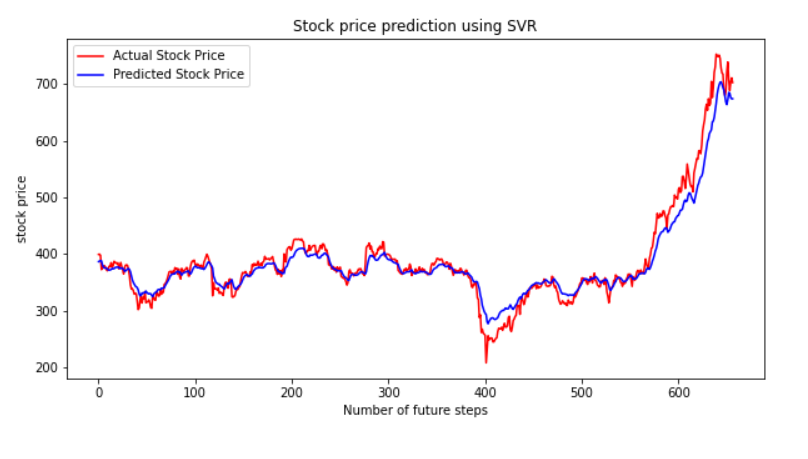 Stock price prediction using SVR
Actual Stock Price
Predicted Stock Price
700
600
500
400
300
200
stock price
0 100 200 300 400 500 600
Number of future steps